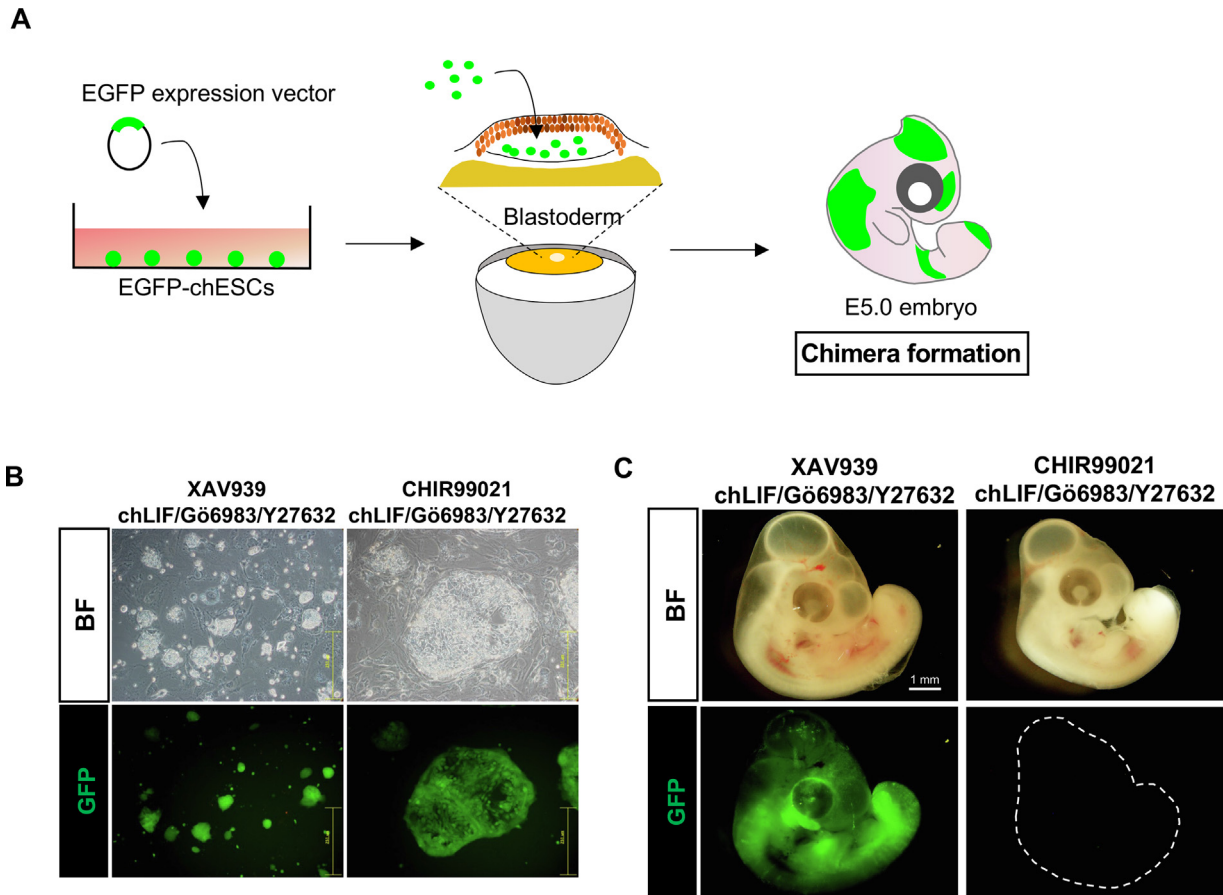 A
EGFP expression vector
EGFP-chESCs
Blastoderm
E5.0 embryo
Chimera formation
B
XAV939
chLIF/Gö6983/Y27632
CHIR99021
chLIF/Gö6983/Y27632
BF
GFP
C
XAV939
chLIF/Gö6983/Y27632
CHIR99021
chLIF/Gö6983/Y27632
BF
1 mm
GFP